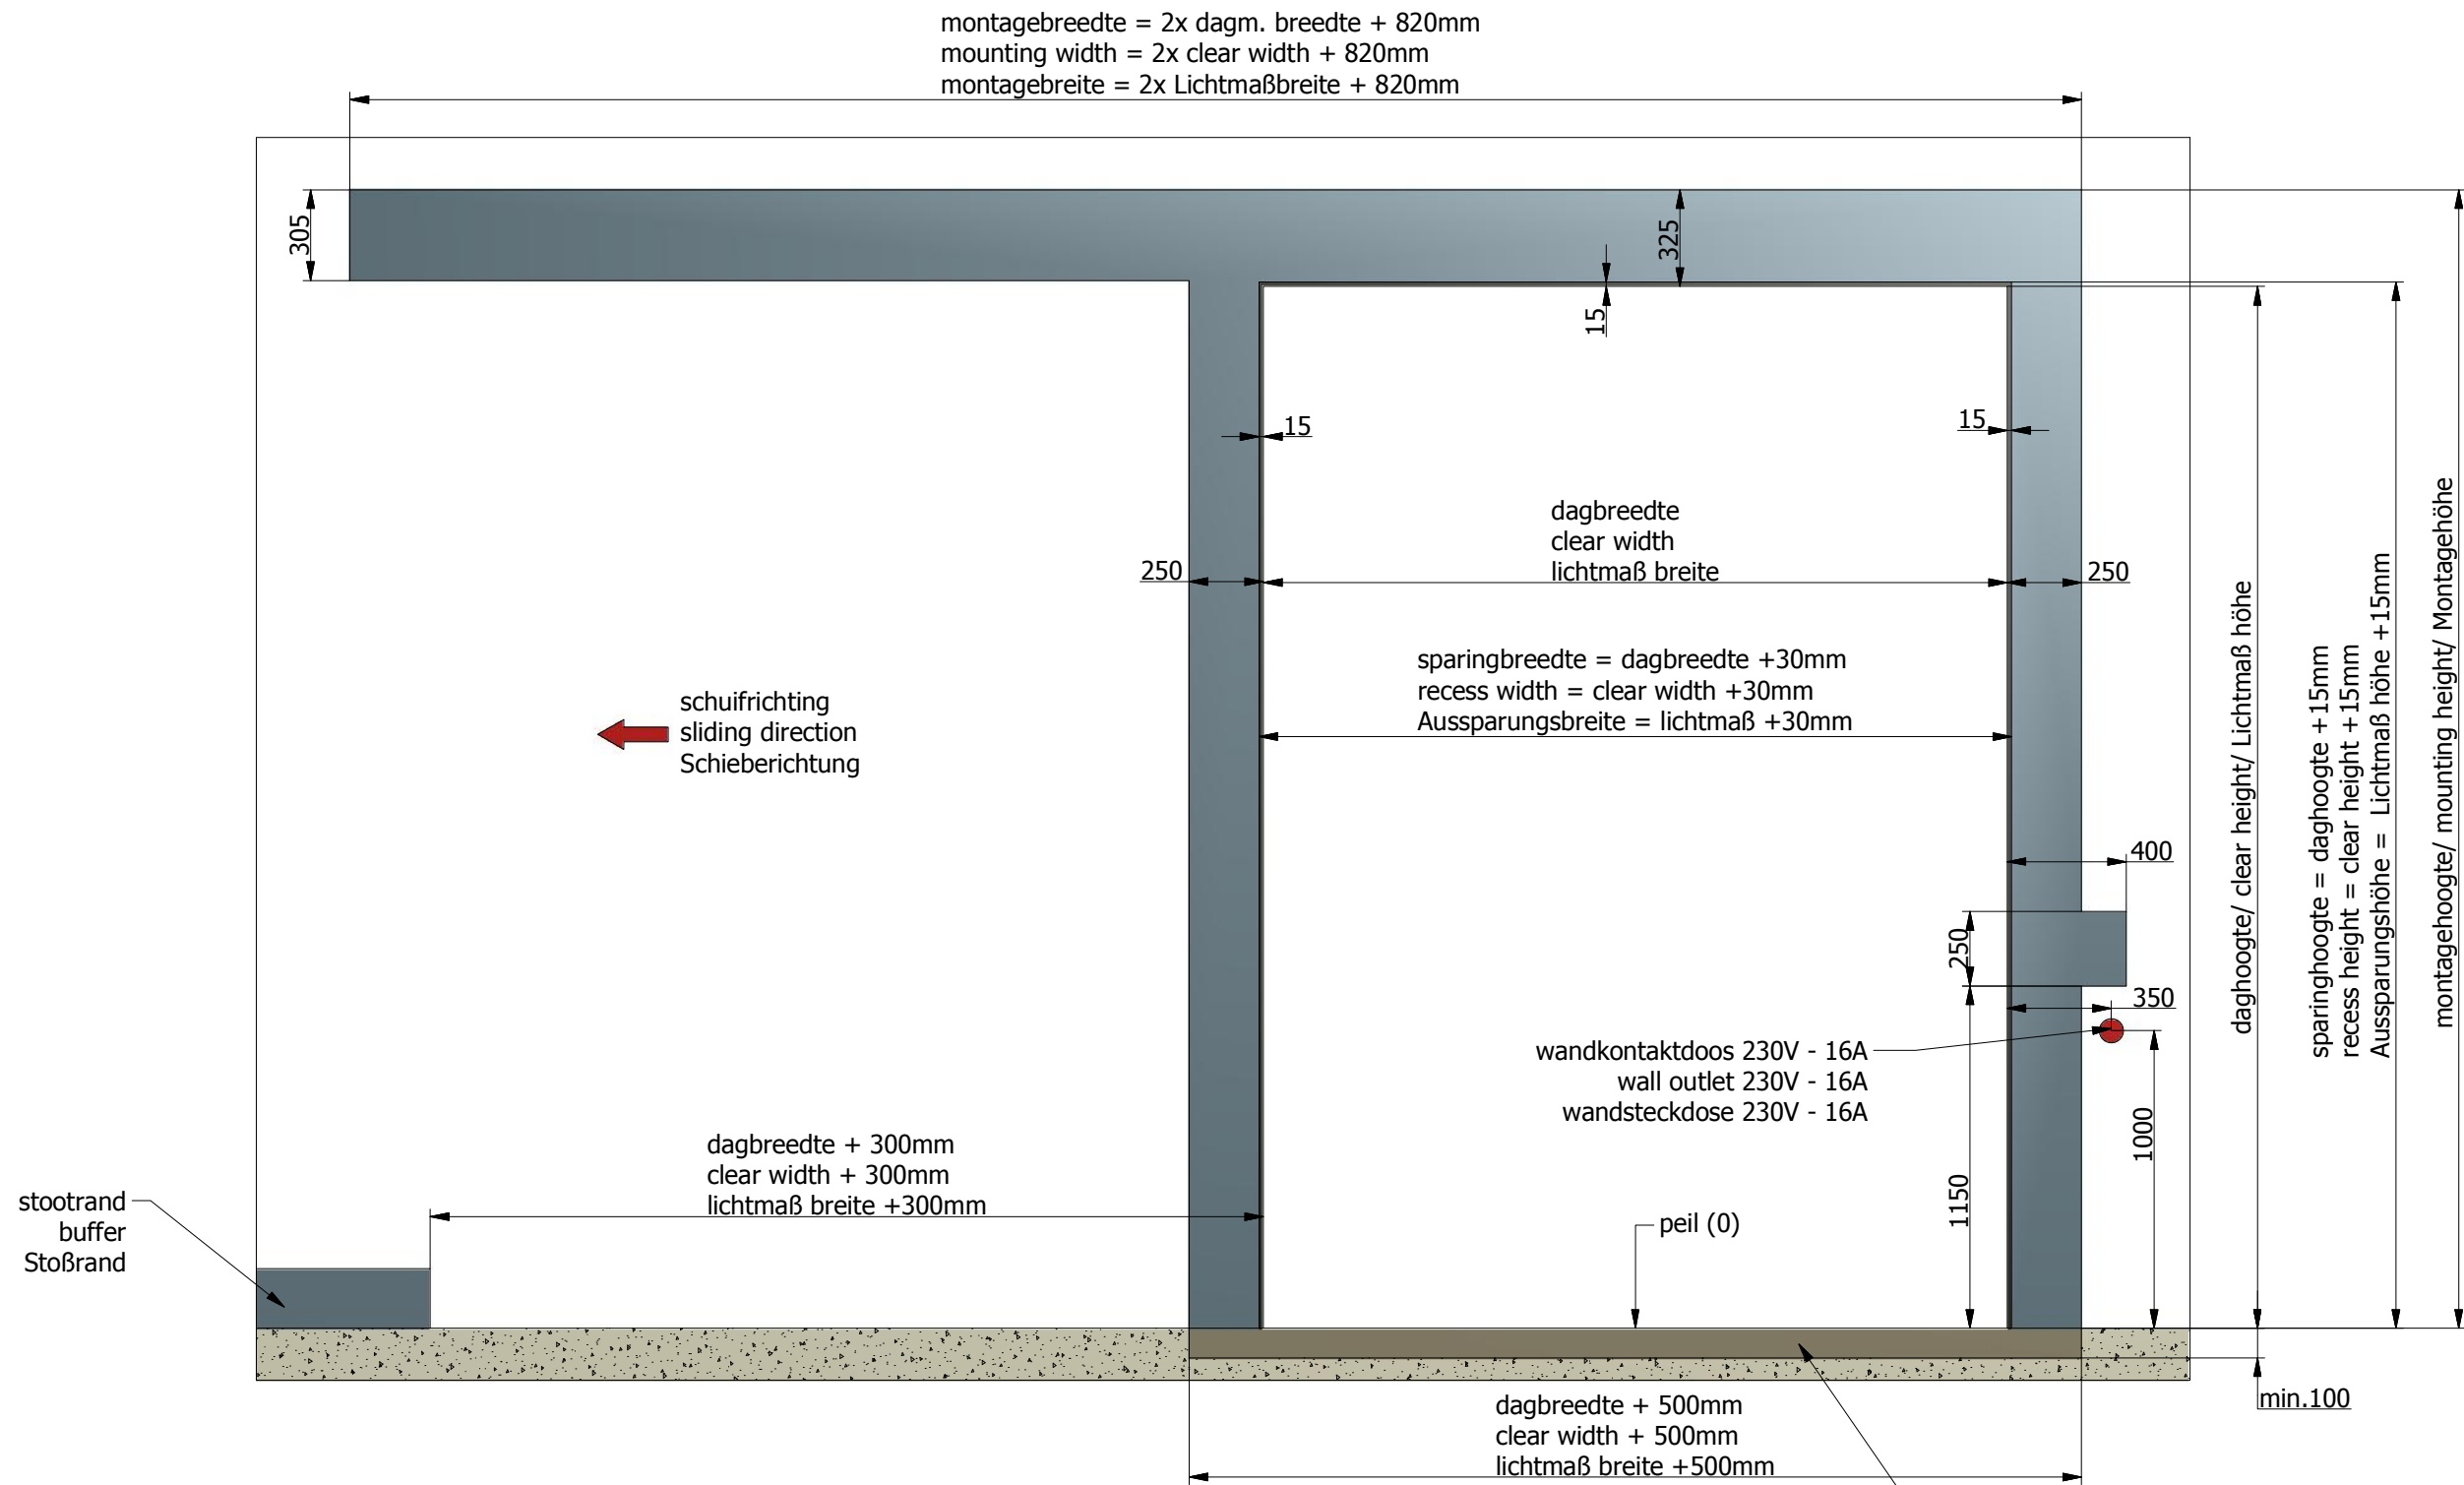 montagebreedte = 2x dagm. breedte + 820mm
mounting width = 2x clear width + 820mm
montagebreite = 2x Lichtmaßbreite + 820mm
305
325
15
15
15
dagbreedte
clear width
lichtmaß breite
250
250
sparingbreedte = dagbreedte +30mm
recess width = clear width +30mm
Aussparungsbreite = lichtmaß +30mm
schuifrichting
sliding direction
Schieberichtung
daghoogte/ clear height/ Lichtmaß höhe
sparinghoogte = daghoogte +15mm
recess height = clear height +15mm
Aussparungshöhe = Lichtmaß höhe +15mm
montagehoogte/ mounting height/ Montagehöhe
400
250
350
wandkontaktdoos 230V - 16A
wall outlet 230V - 16A
wandsteckdose 230V - 16A
1000
1150
dagbreedte + 300mm
clear width + 300mm
lichtmaß breite +300mm
stootrand
buffer
Stoßrand
peil (0)
min.100
dagbreedte + 500mm
clear width + 500mm
lichtmaß breite +500mm